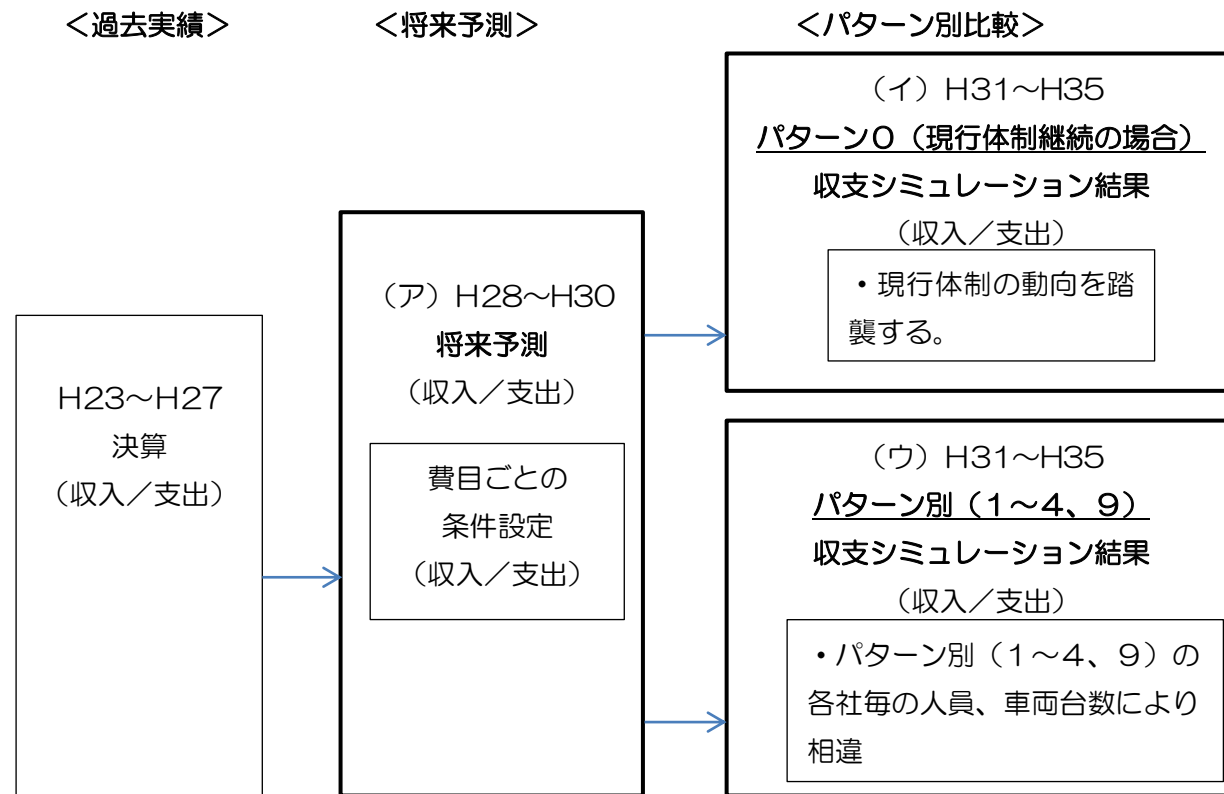 ＜過去実績＞
＜将来予測＞
＜パターン別比較＞
H23～H27
決算
（収入／支出）
（ア）H28～H30
将来予測
（収入／支出）
費目ごとの
条件設定
（収入／支出）
（イ）H31～H35
パターン０（現行体制継続の場合）
収支シミュレーション結果
（収入／支出）
・現行体制の動向を踏
襲する。
（ウ）H31～H35
パターン別（１～４、９）
収支シミュレーション結果
（収入／支出）
・パターン別（１～４、９）の
各社毎の人員、車両台数により
相違